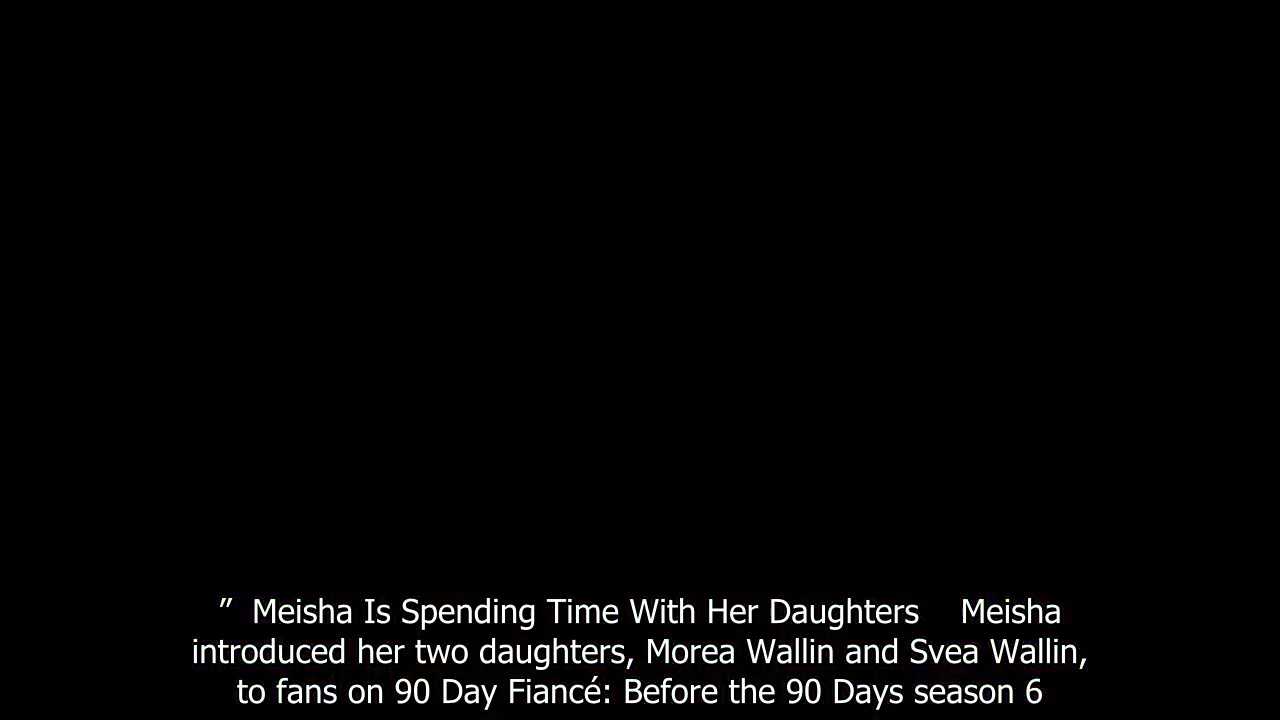 ” Meisha Is Spending Time With Her Daughters    Meisha
introduced her two daughters, Morea Wallin and Svea Wallin,
to fans on 90 Day Fiancé: Before the 90 Days season 6